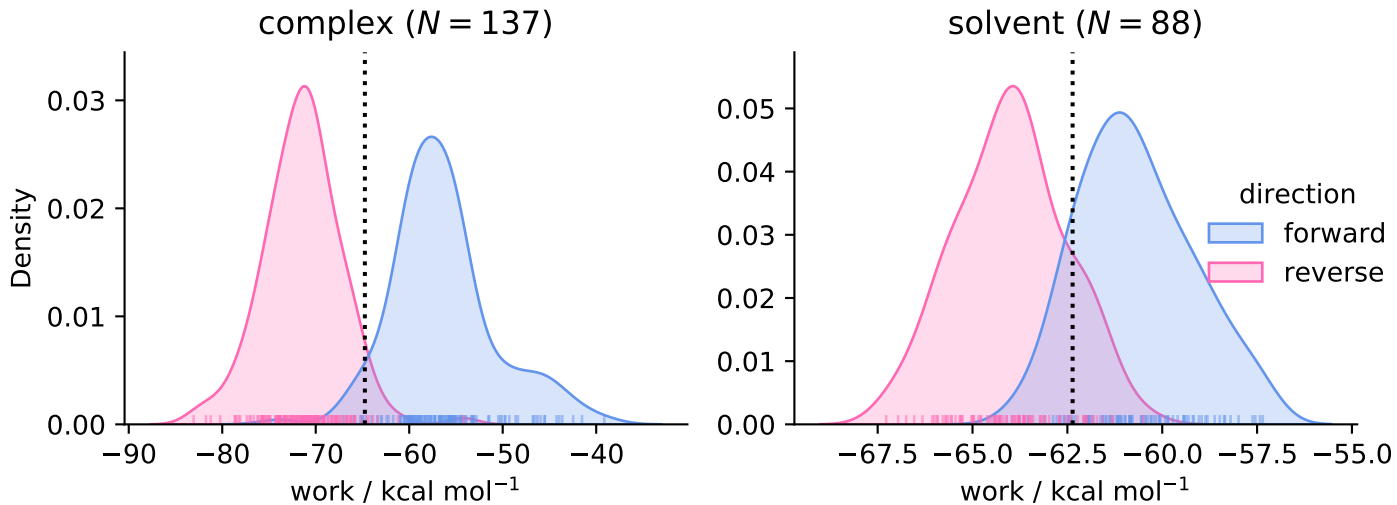 complex (N = 137)
Density
0.03
0.02
0.01
0.00
−90 −80 −70 −60 −50 −40
work / kcal mol⁻¹
solvent (N = 88)
0.05
0.04
0.03
0.02
0.01
0.00
−67.5 −65.0 −62.5 −60.0 −57.5 −55.0
work / kcal mol⁻¹
direction
forward
reverse